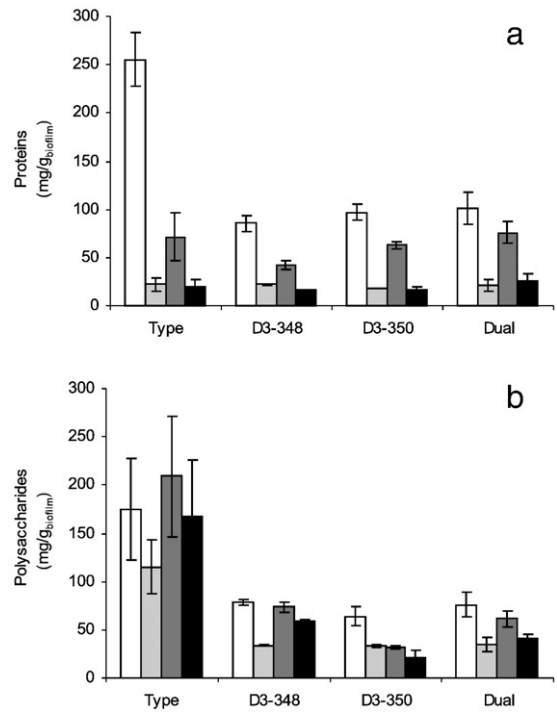 a
300
250
200
150
100
50
0
Proteins
(mg/gbiofilm)
Type D3-348 D3-350 Dual
b
300
250
200
150
100
50
0
Polysaccharides
(mg/gbiofilm)
Type D3-348 D3-350 Dual